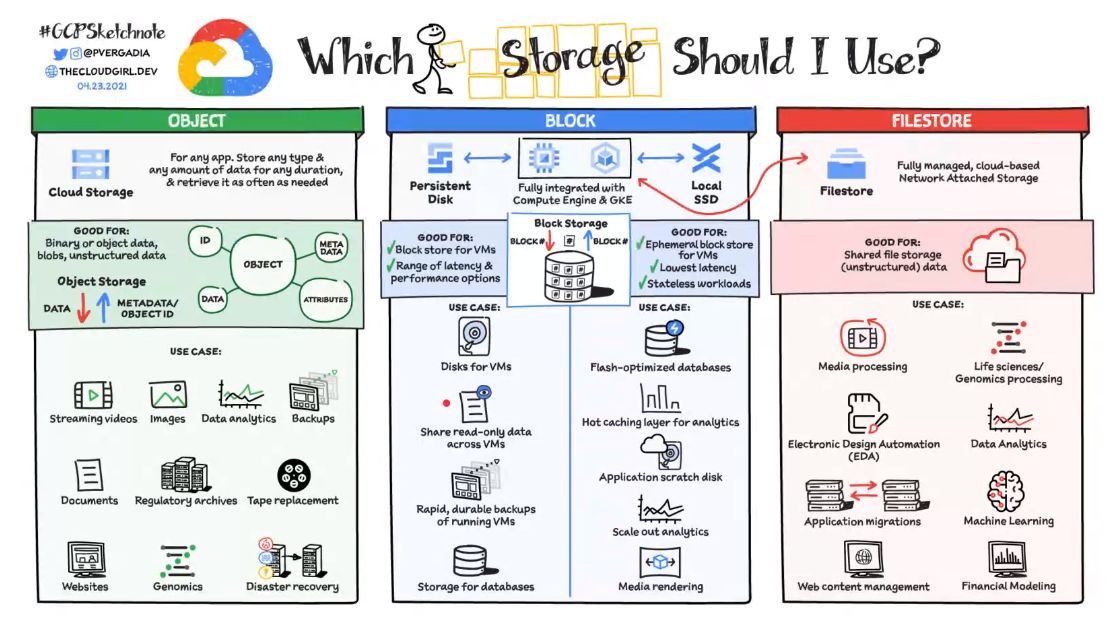 #GCPSketchnote
@PVERGADIA
THECLOUDGIRL.DEV
04.23.2021
Which Storage Should I Use?
OBJECT
Cloud Storage
For any app. Store any type &
any amount of data for any duration,
& retrieve it as often as needed
GOOD FOR:
Binary or object data,
blobs, unstructured data
Object Storage
DATA
METADATA/
OBJECT ID
ID
META
DATA
OBJECT
DATA
ATTRIBUTES
USE CASE:
Streaming videos
Images
Data analytics
Backups
Documents
Regulatory archives
Tape replacement
Websites
Genomics
Disaster recovery
BLOCK
Persistent
Disk
Fully integrated with
Compute Engine & GKE
Local
SSD
GOOD FOR:
Block store for VMs
Range of latency &
performance options
Block Storage
BLOCK#
#
BLOCK#
GOOD FOR:
Ephemeral block store
for VMs
Lowest latency
Stateless workloads
USE CASE:
Disks for VMs
Share read-only data
across VMs
Rapid, durable backups
of running VMs
Storage for databases
USE CASE:
Flash-optimized databases
Hot caching layer for analytics
Application scratch disk
Scale out analytics
Media rendering
FILESTORE
Filestore
Fully managed, cloud-based
Network Attached Storage
GOOD FOR:
Shared file storage
(unstructured) data
USE CASE:
Media processing
Life sciences/
Genomics processing
Electronic Design Automation
(EDA)
Data Analytics
Application migrations
Machine Learning
Web content management
Financial Modeling